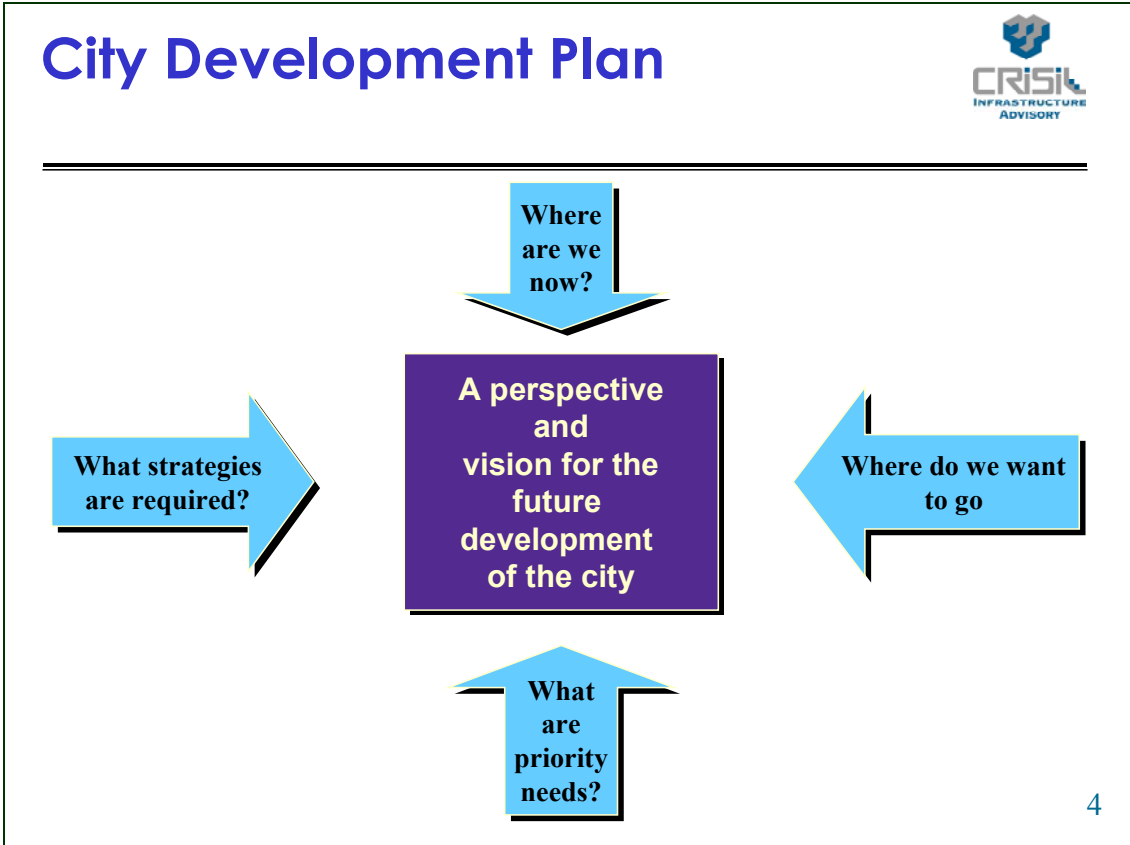 City Development Plan
CRISIL
INFRASTRUCTURE
ADVISORY
Where
are we
now?
A perspective
and
vision for the
future
development
of the city
What strategies
are required?
Where do we want
to go
What
are
priority
needs?
4